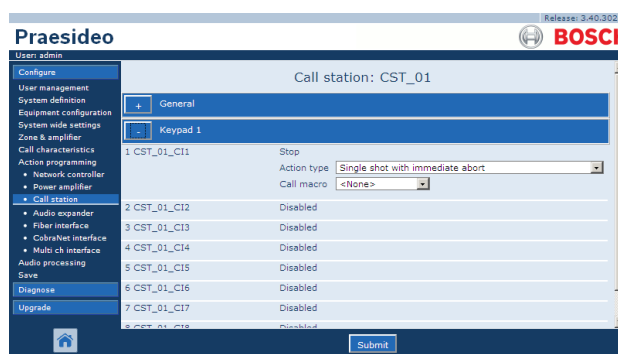 Release: 3.40.302
Praesideo
BOSCH
User: admin
Configure
User management
System definition
Equipment configuration
System wide settings
Zone & amplifier
Call characteristics
Action programming
• Network controller
• Power amplifier
• Call station
• Audio expander
• Fiber interface
• CobraNet interface
• Multi ch interface
Audio processing
Save
Diagnose
Upgrade
Call station: CST_01
+ General
- Keypad 1
1 CST_01_CI1 Stop
Action type Single shot with immediate abort
Call macro <None>
2 CST_01_CI2 Disabled
3 CST_01_CI3 Disabled
4 CST_01_CI4 Disabled
5 CST_01_CI5 Disabled
6 CST_01_CI6 Disabled
7 CST_01_CI7 Disabled
8 CST_01_CI8 Disabled
Submit